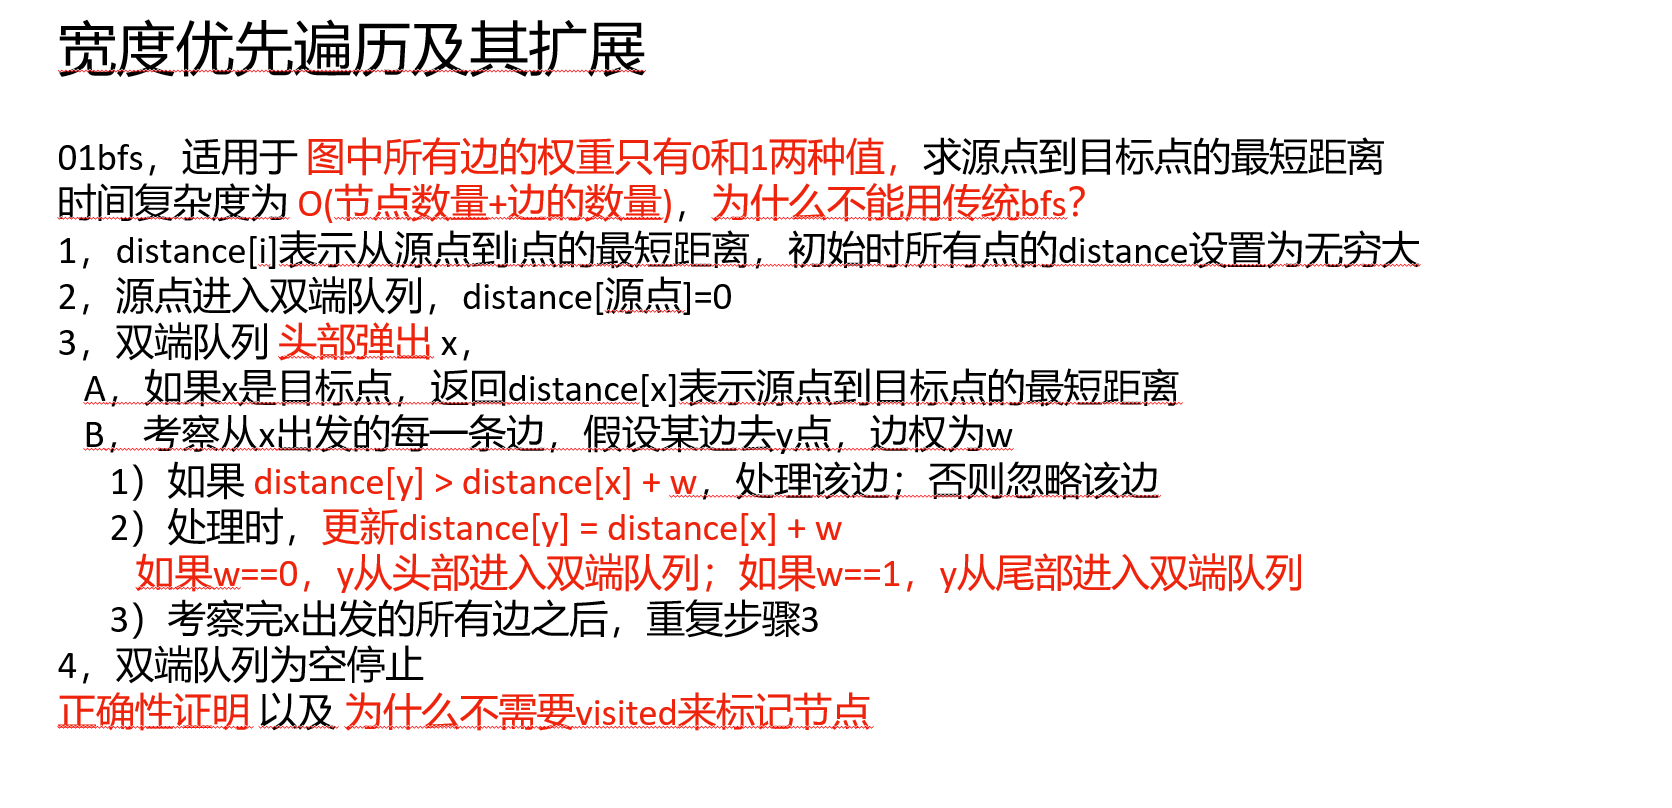 宽度优先遍历及其扩展
01bfs，适用于 图中所有边的权重只有0和1两种值，求源点到目标点的最短距离
时间复杂度为 O(节点数量+边的数量)，为什么不能用传统bfs？
1，distance[i]表示从源点到i点的最短距离，初始时所有点的distance设置为无穷大
2，源点进入双端队列，distance[源点]=0
3，双端队列 头部弹出 x，
A，如果x是目标点，返回distance[x]表示源点到目标点的最短距离
B，考察从x出发的每一条边，假设某边去y点，边权为w
1）如果 distance[y] > distance[x] + w，处理该边；否则忽略该边
2）处理时，更新distance[y] = distance[x] + w
如果w==0，y从头部进入双端队列；如果w==1，y从尾部进入双端队列
3）考察完x出发的所有边之后，重复步骤3
4，双端队列为空停止
正确性证明 以及 为什么不需要visited来标记节点